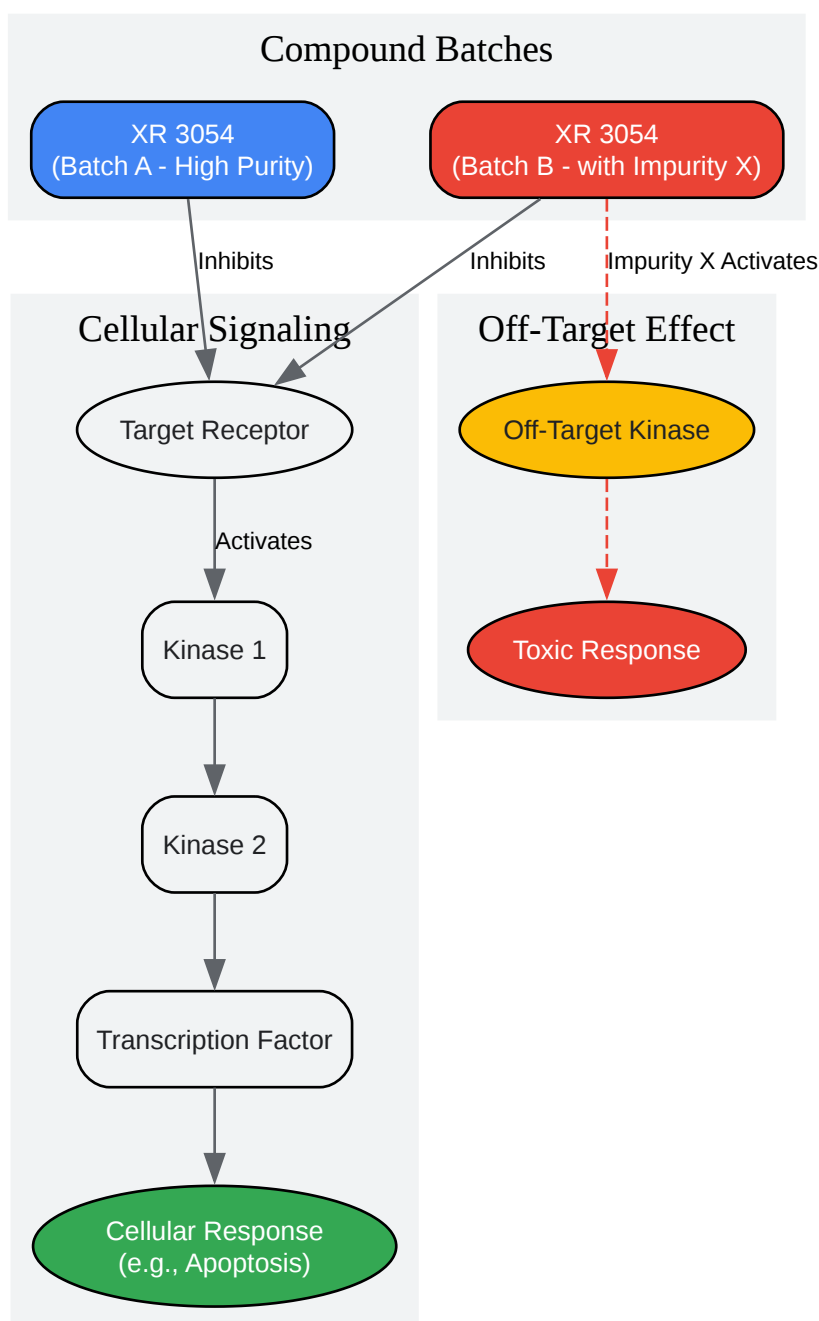 Compound Batches
XR 3054
(Batch A - High Purity)
XR 3054
(Batch B - with Impurity X)
Inhibits
Inhibits
Impurity X Activates
Cellular Signaling
Off-Target Effect
Target Receptor
Off-Target Kinase
Activates
Kinase 1
Toxic Response
Kinase 2
Transcription Factor
Cellular Response
(e.g., Apoptosis)